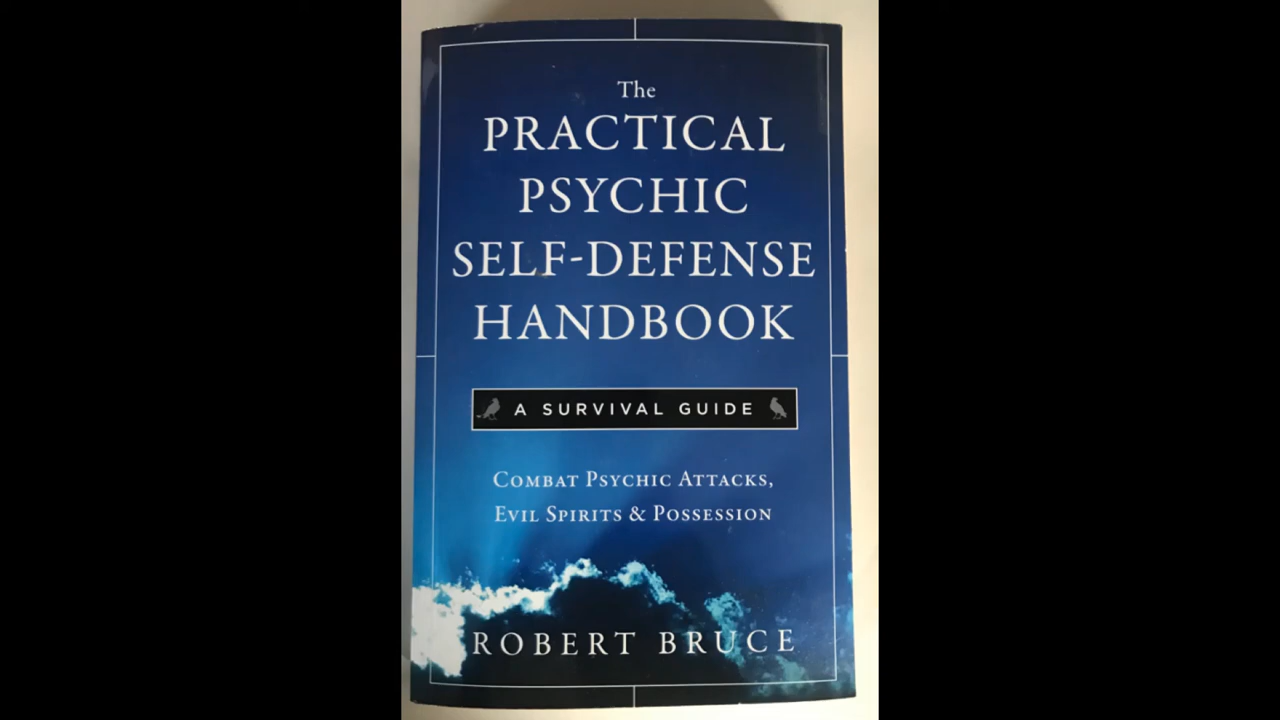 The
PRACTICAL
PSYCHIC
SELF-DEFENSE
HANDBOOK
A SURVIVAL GUIDE
COMBAT PSYCHIC ATTACKS,
EVIL SPIRITS & POSSESSION
ROBERT BRUCE